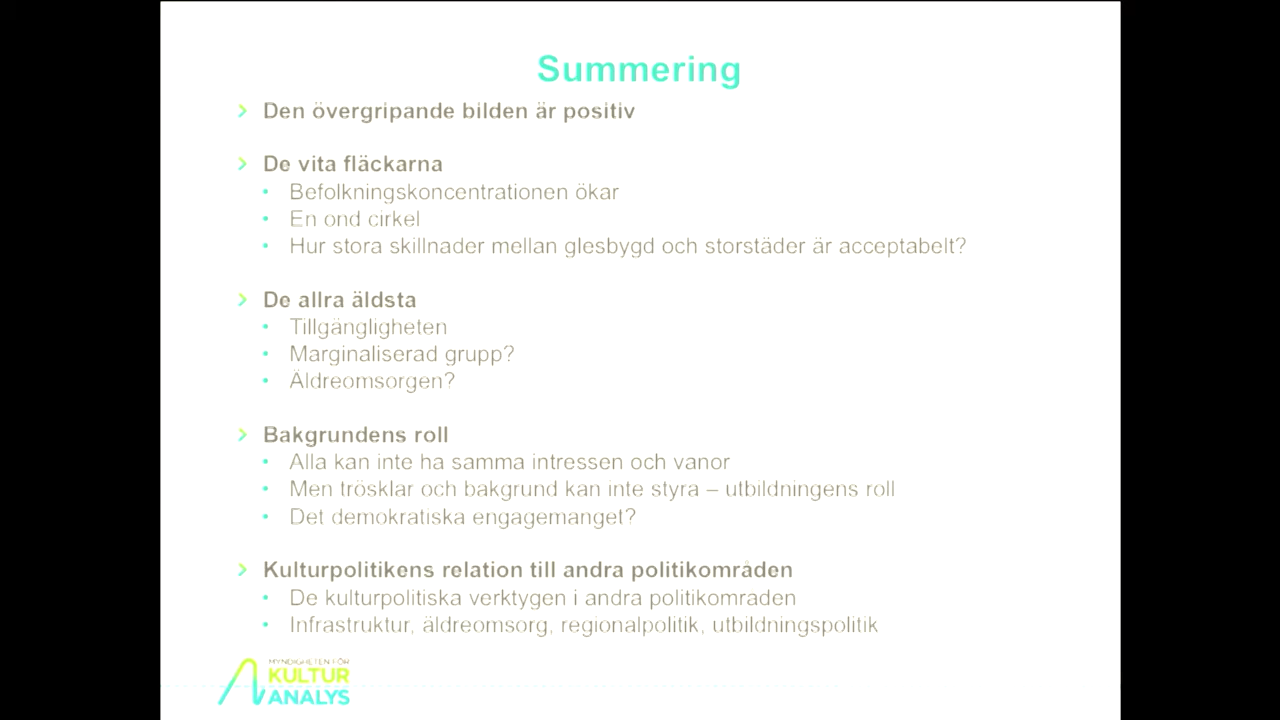 Summering
Den övergripande bilden är positiv
De vita fläckarna
Befolkningskoncentrationen ökar
En ond cirkel
Hur stora skillnader mellan glesbygd och storstäder är acceptabelt?
De allra äldsta
Tillgängligheten
Marginaliserad grupp?
Äldreomsorgen?
Bakgrundens roll
Alla kan inte ha samma intressen och vanor
Men trösklar och bakgrund kan inte styra – utbildningens roll
Det demokratiska engagemanget?
Kulturpolitikens relation till andra politikområden
De kulturpolitiska verktygen i andra politikomraden
Infrastruktur, äldreomsorg, regionalpolitik, utbildningspolitik
MYNDIGHETEN FÖR
KULTUR
ANALYS